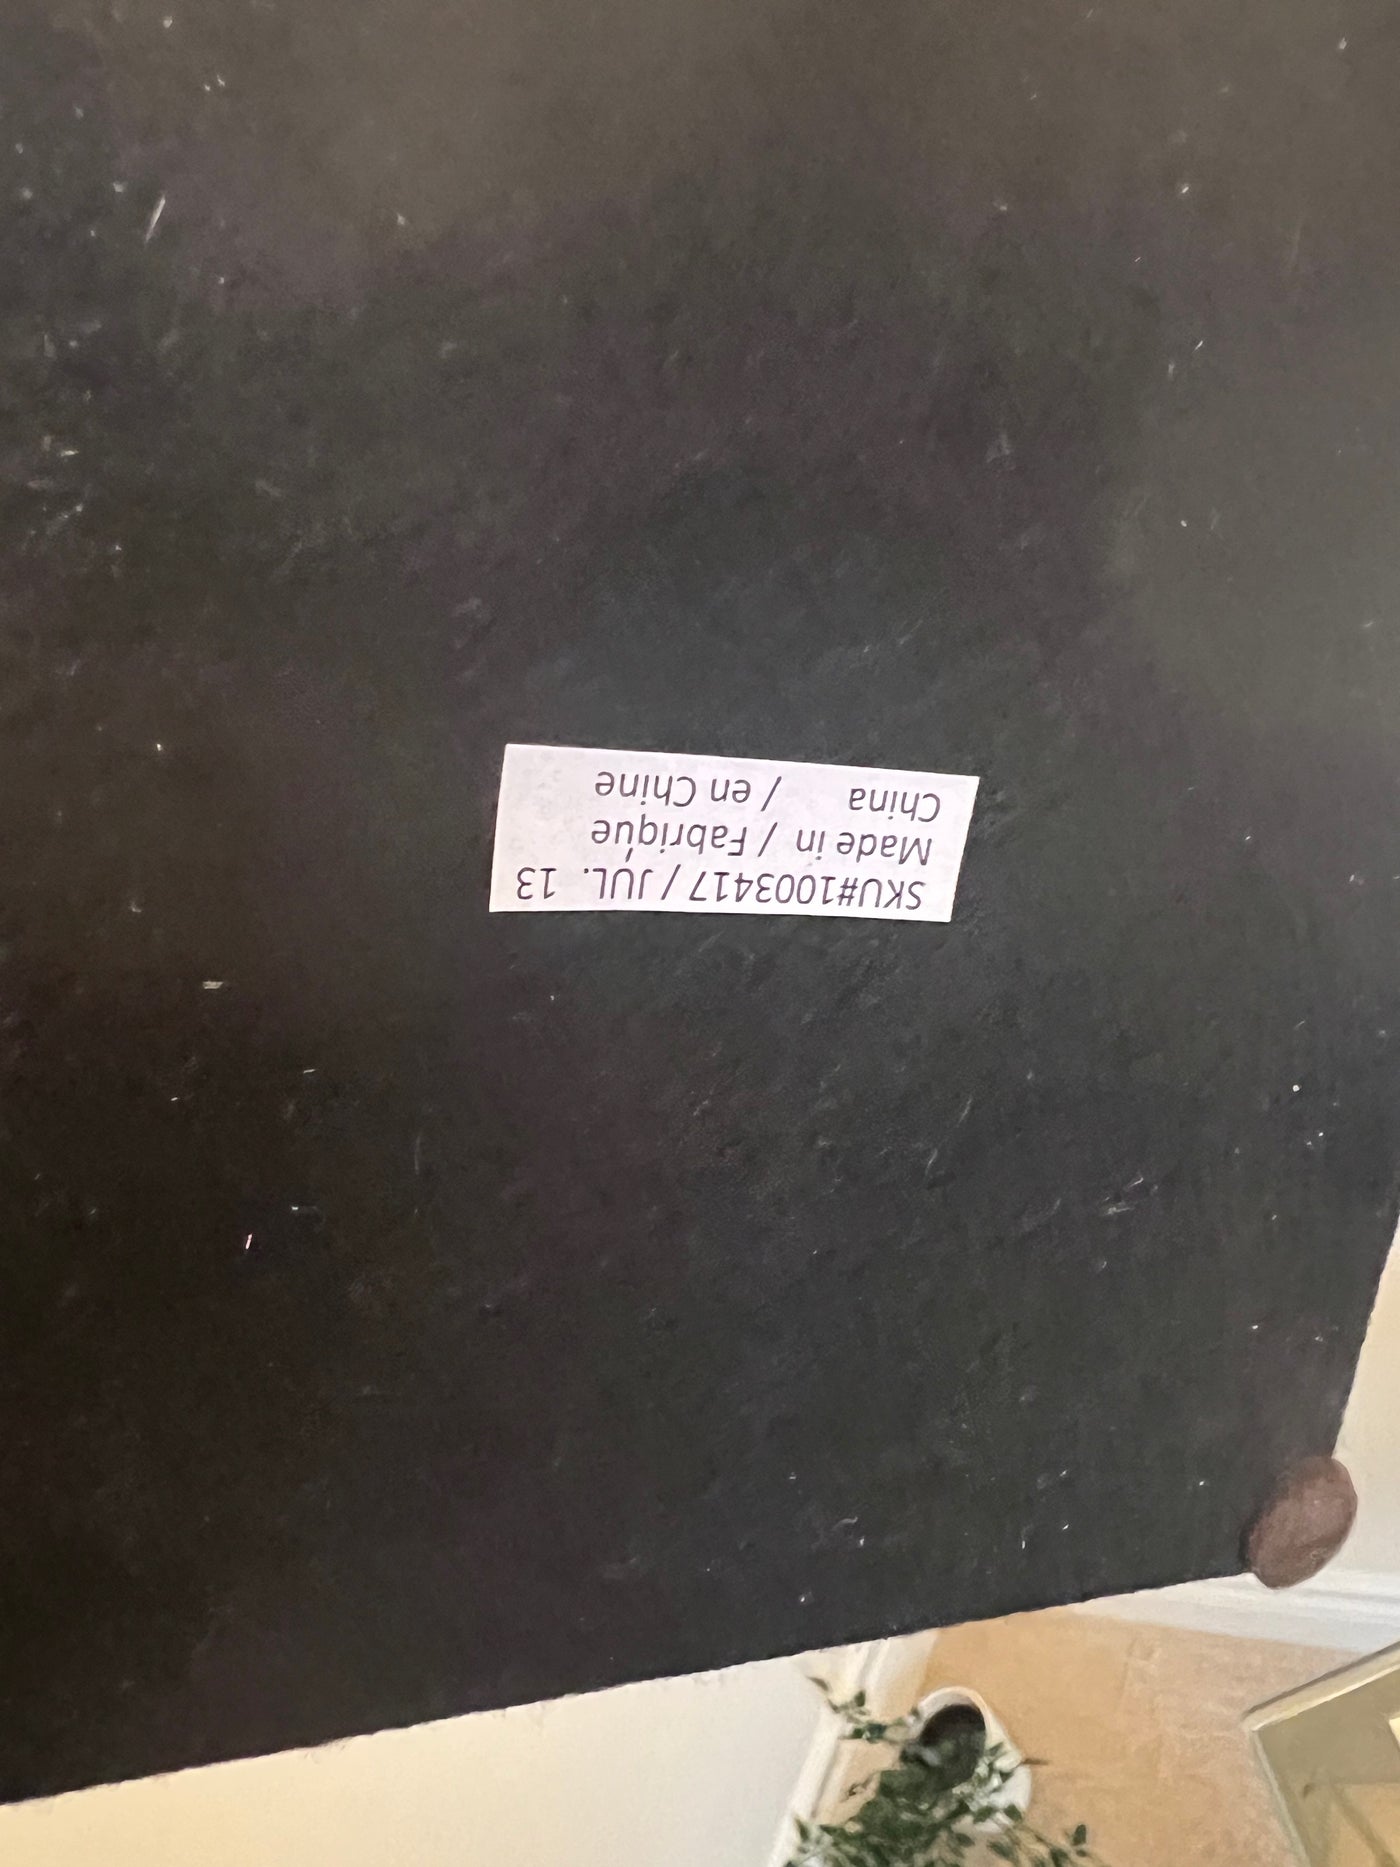 SKU#1003417 / JUL. 13
Made in / Fabriqué
China / en Chine